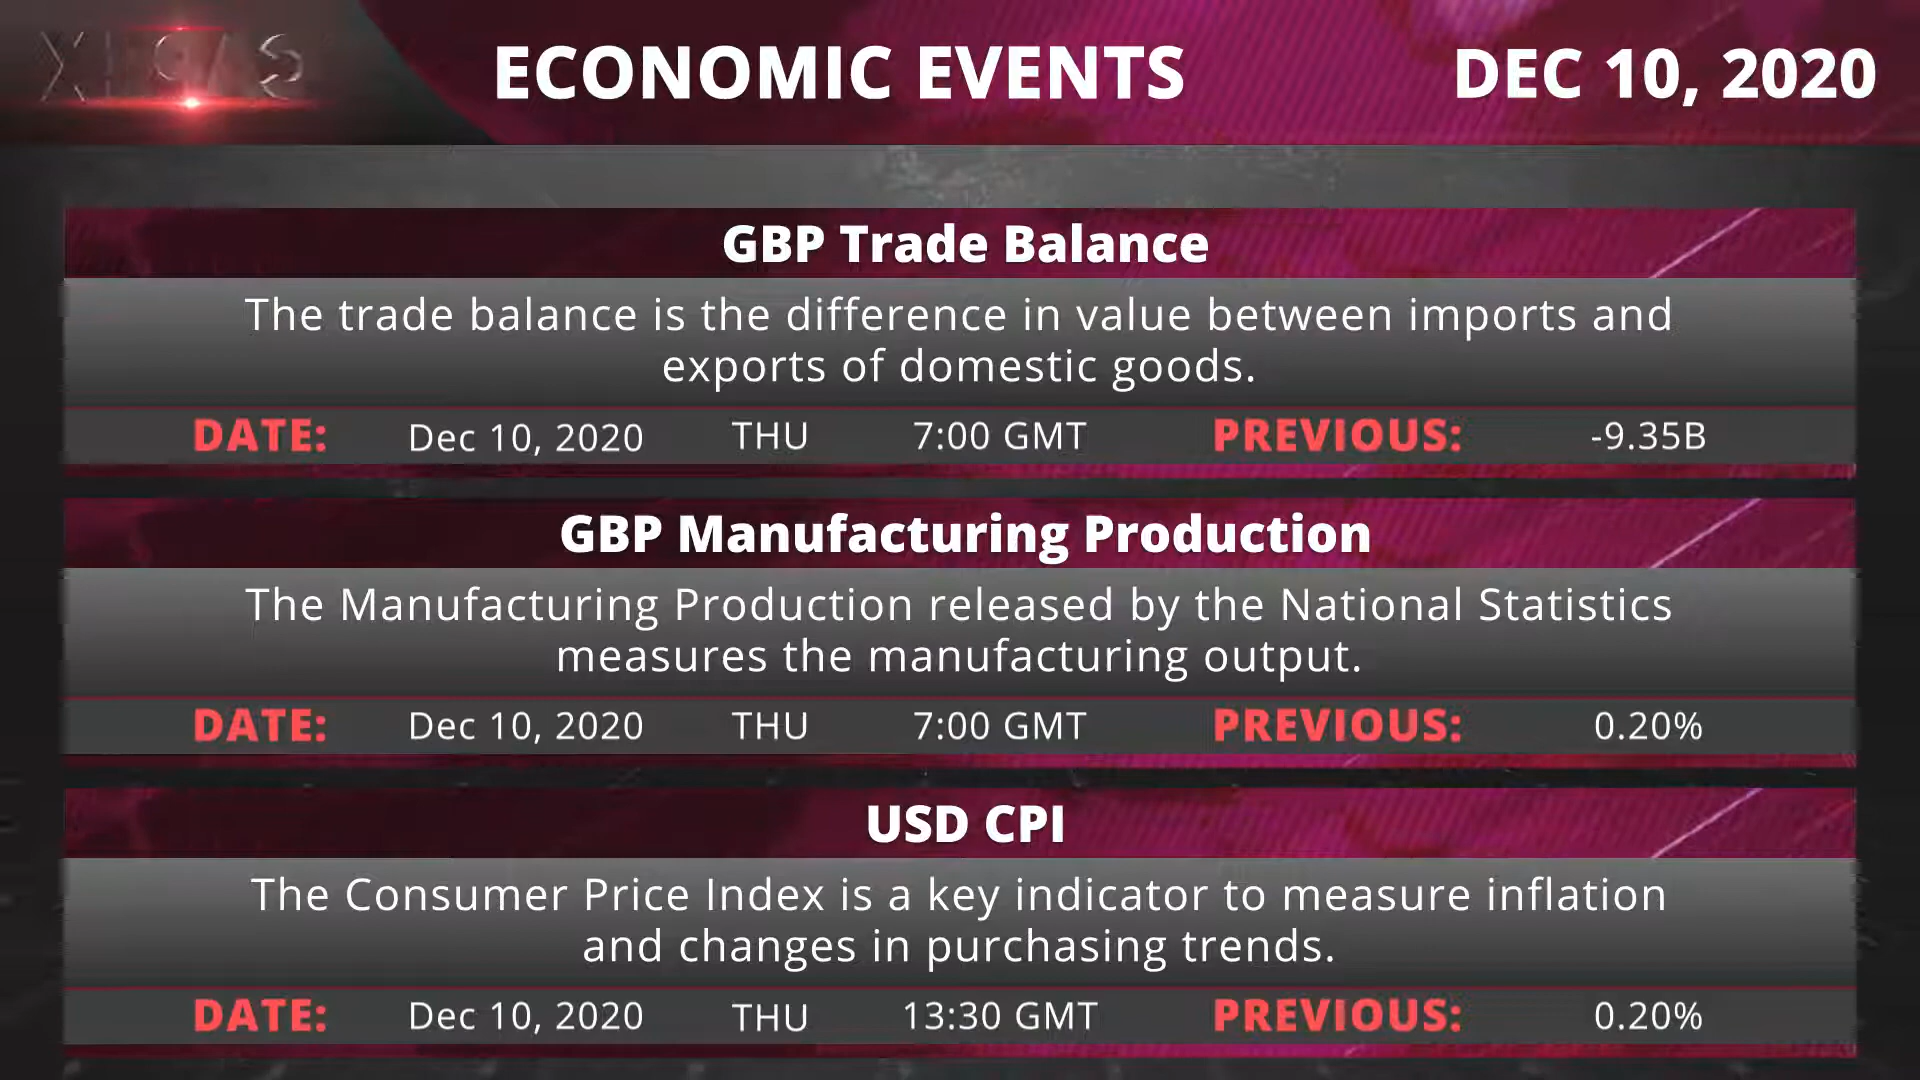 ECONOMIC EVENTS
DEC 10, 2020
GBP Trade Balance
The trade balance is the difference in value between imports and
exports of domestic goods.
DATE: Dec 10, 2020 THU 7:00 GMT PREVIOUS: -9.35B
GBP Manufacturing Production
The Manufacturing Production released by the National Statistics
measures the manufacturing output.
DATE: Dec 10, 2020 THU 7:00 GMT PREVIOUS: 0.20%
USD CPI
The Consumer Price Index is a key indicator to measure inflation
and changes in purchasing trends.
DATE: Dec 10, 2020 THU 13:30 GMT PREVIOUS: 0.20%